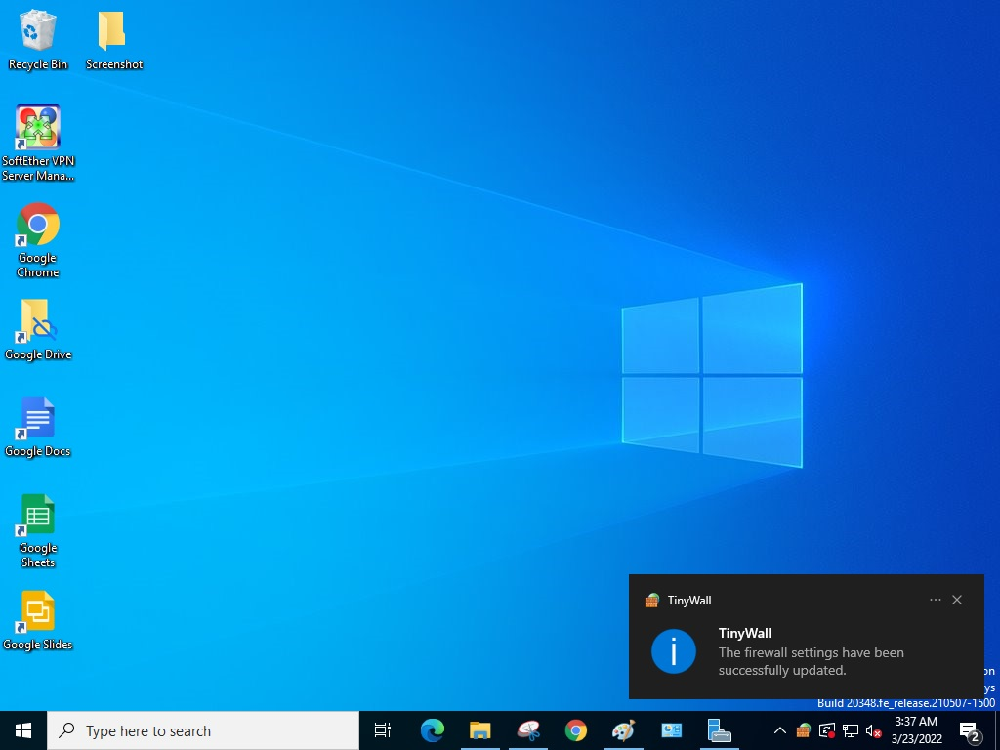 Recycle Bin
Screenshot
SoftEther VPN
Server Mana...
Google
Chrome
Google Drive
Google Docs
Google
Sheets
Google Slides
TinyWall
TinyWall
The firewall settings have been
successfully updated.
on
ys
Build 20348.fe_release.210507-1500
Type here to search
3:37 AM
3/23/2022
2